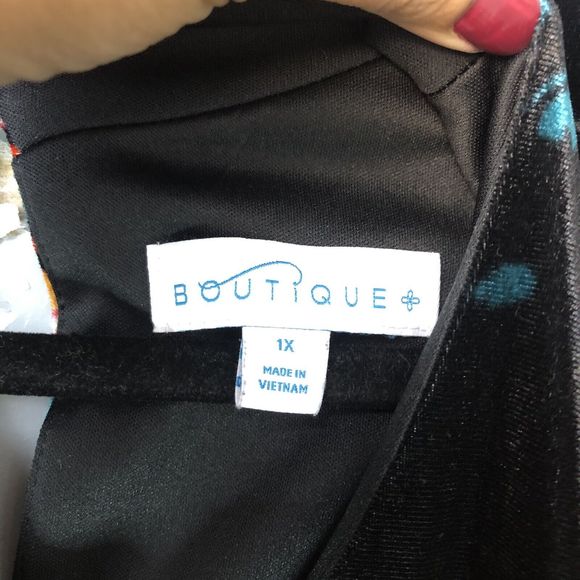 BOUTiQUE +
1X
MADE IN
VIETNAM